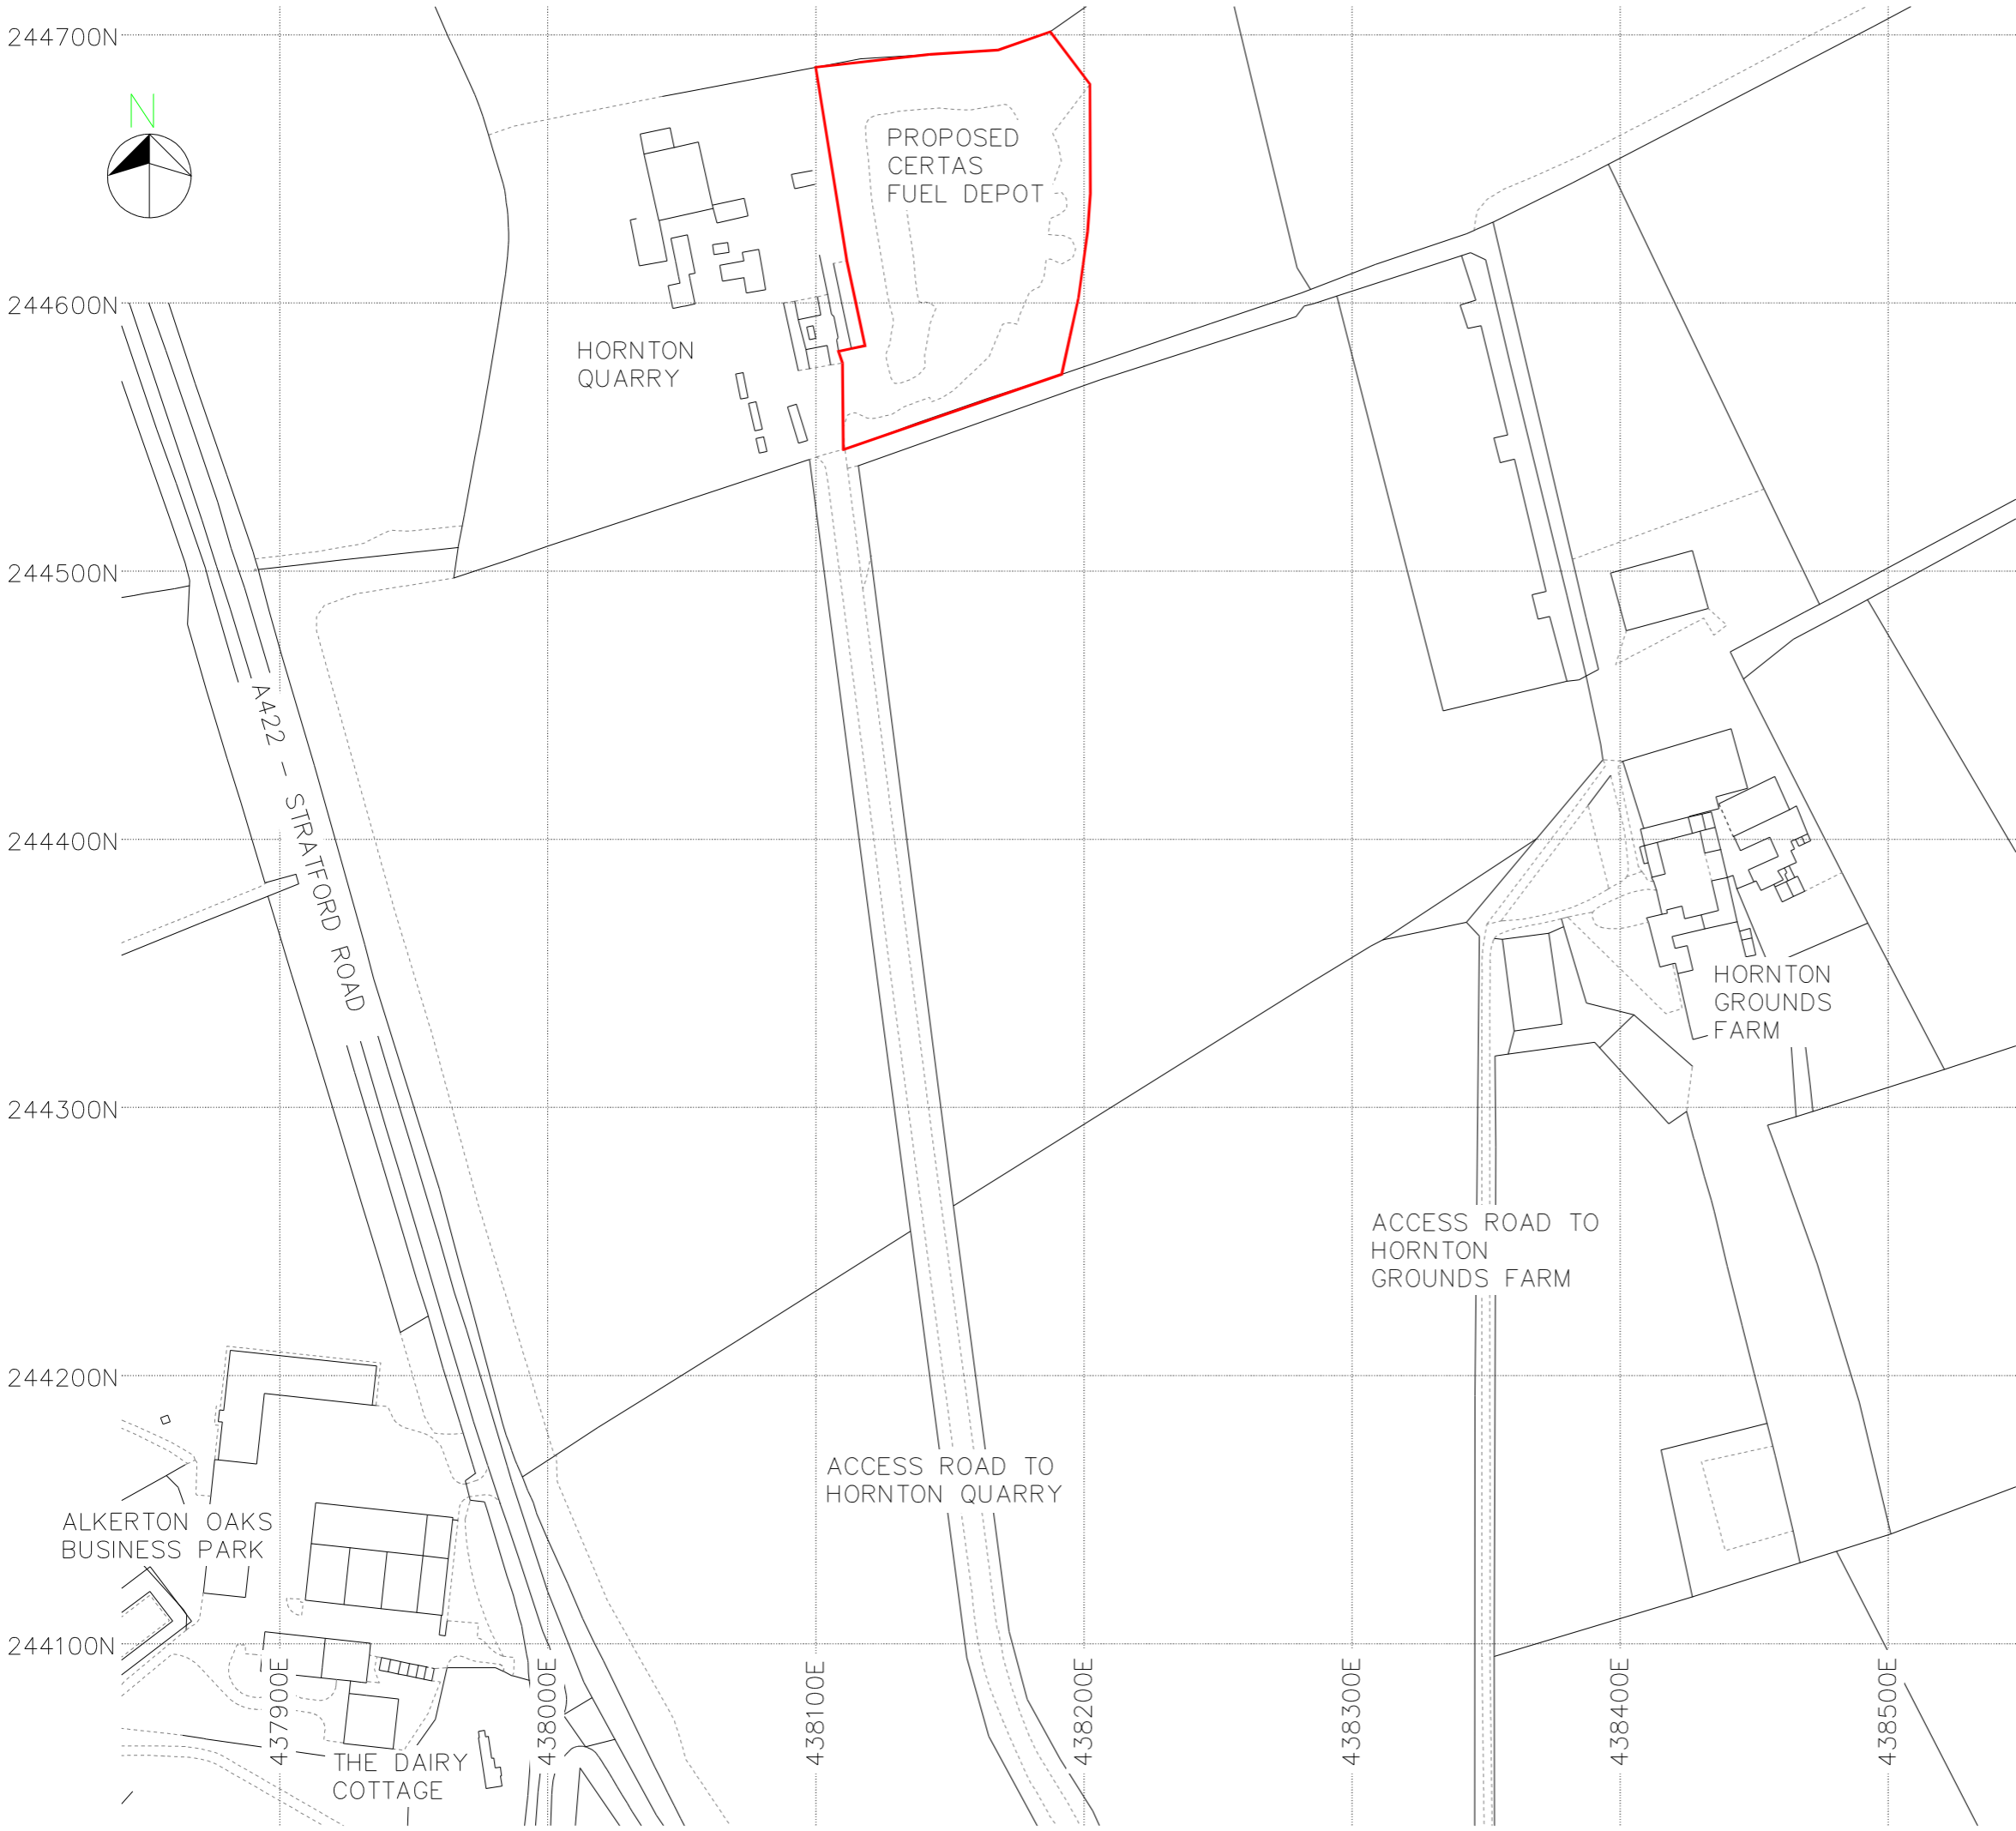 244700N
N
PROPOSED
CERTAS
FUEL DEPOT
244600N
HORNTON
QUARRY
244500N
A422 - STRATFORD ROAD
244400N
HORNTON
GROUNDS
FARM
244300N
ACCESS ROAD TO
HORNTON
GROUNDS FARM
244200N
ACCESS ROAD TO
HORNTON QUARRY
ALKERTON OAKS
BUSINESS PARK
244100N
437900E
438000E
438100E
438200E
438300E
438400E
438500E
THE DAIRY
COTTAGE